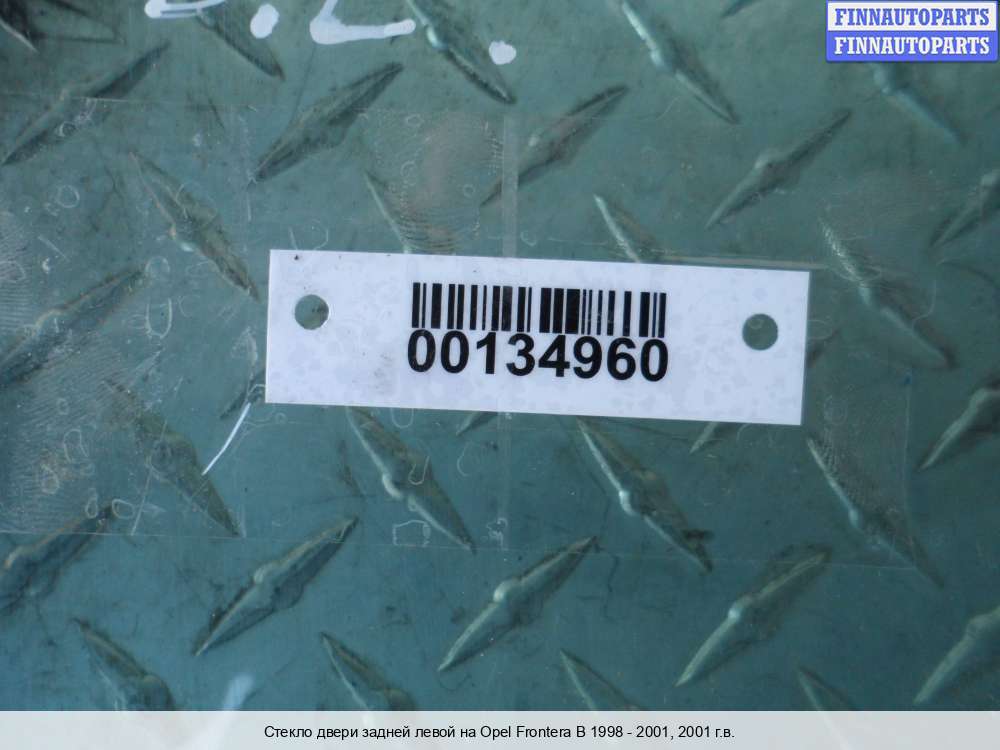 FINNAUTOPARTS
FINNAUTOPARTS
00134960
Стекло двери задней левой на Opel Frontera B 1998 - 2001, 2001 г.в.